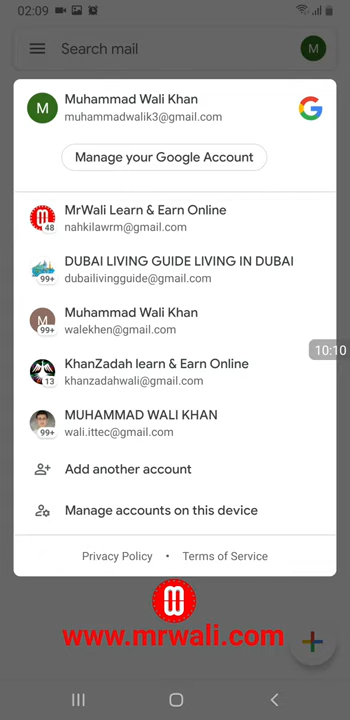 02:09
Search mail
M
M
Muhammad Wali Khan
muhammadwalik3@gmail.com
Manage your Google Account
MrWali Learn & Earn Online
48
nahkilawrm@gmail.com
DUBAI LIVING GUIDE LIVING IN DUBAI
99+
dubailivingguide@gmail.com
M
Muhammad Wali Khan
99+
walekhen@gmail.com
10:10
KhanZadah learn & Earn Online
13
khanzadahwali@gmail.com
MUHAMMAD WALI KHAN
99+
wali.ittec@gmail.com
Add another account
Manage accounts on this device
Privacy Policy • Terms of Service
www.mrwali.com